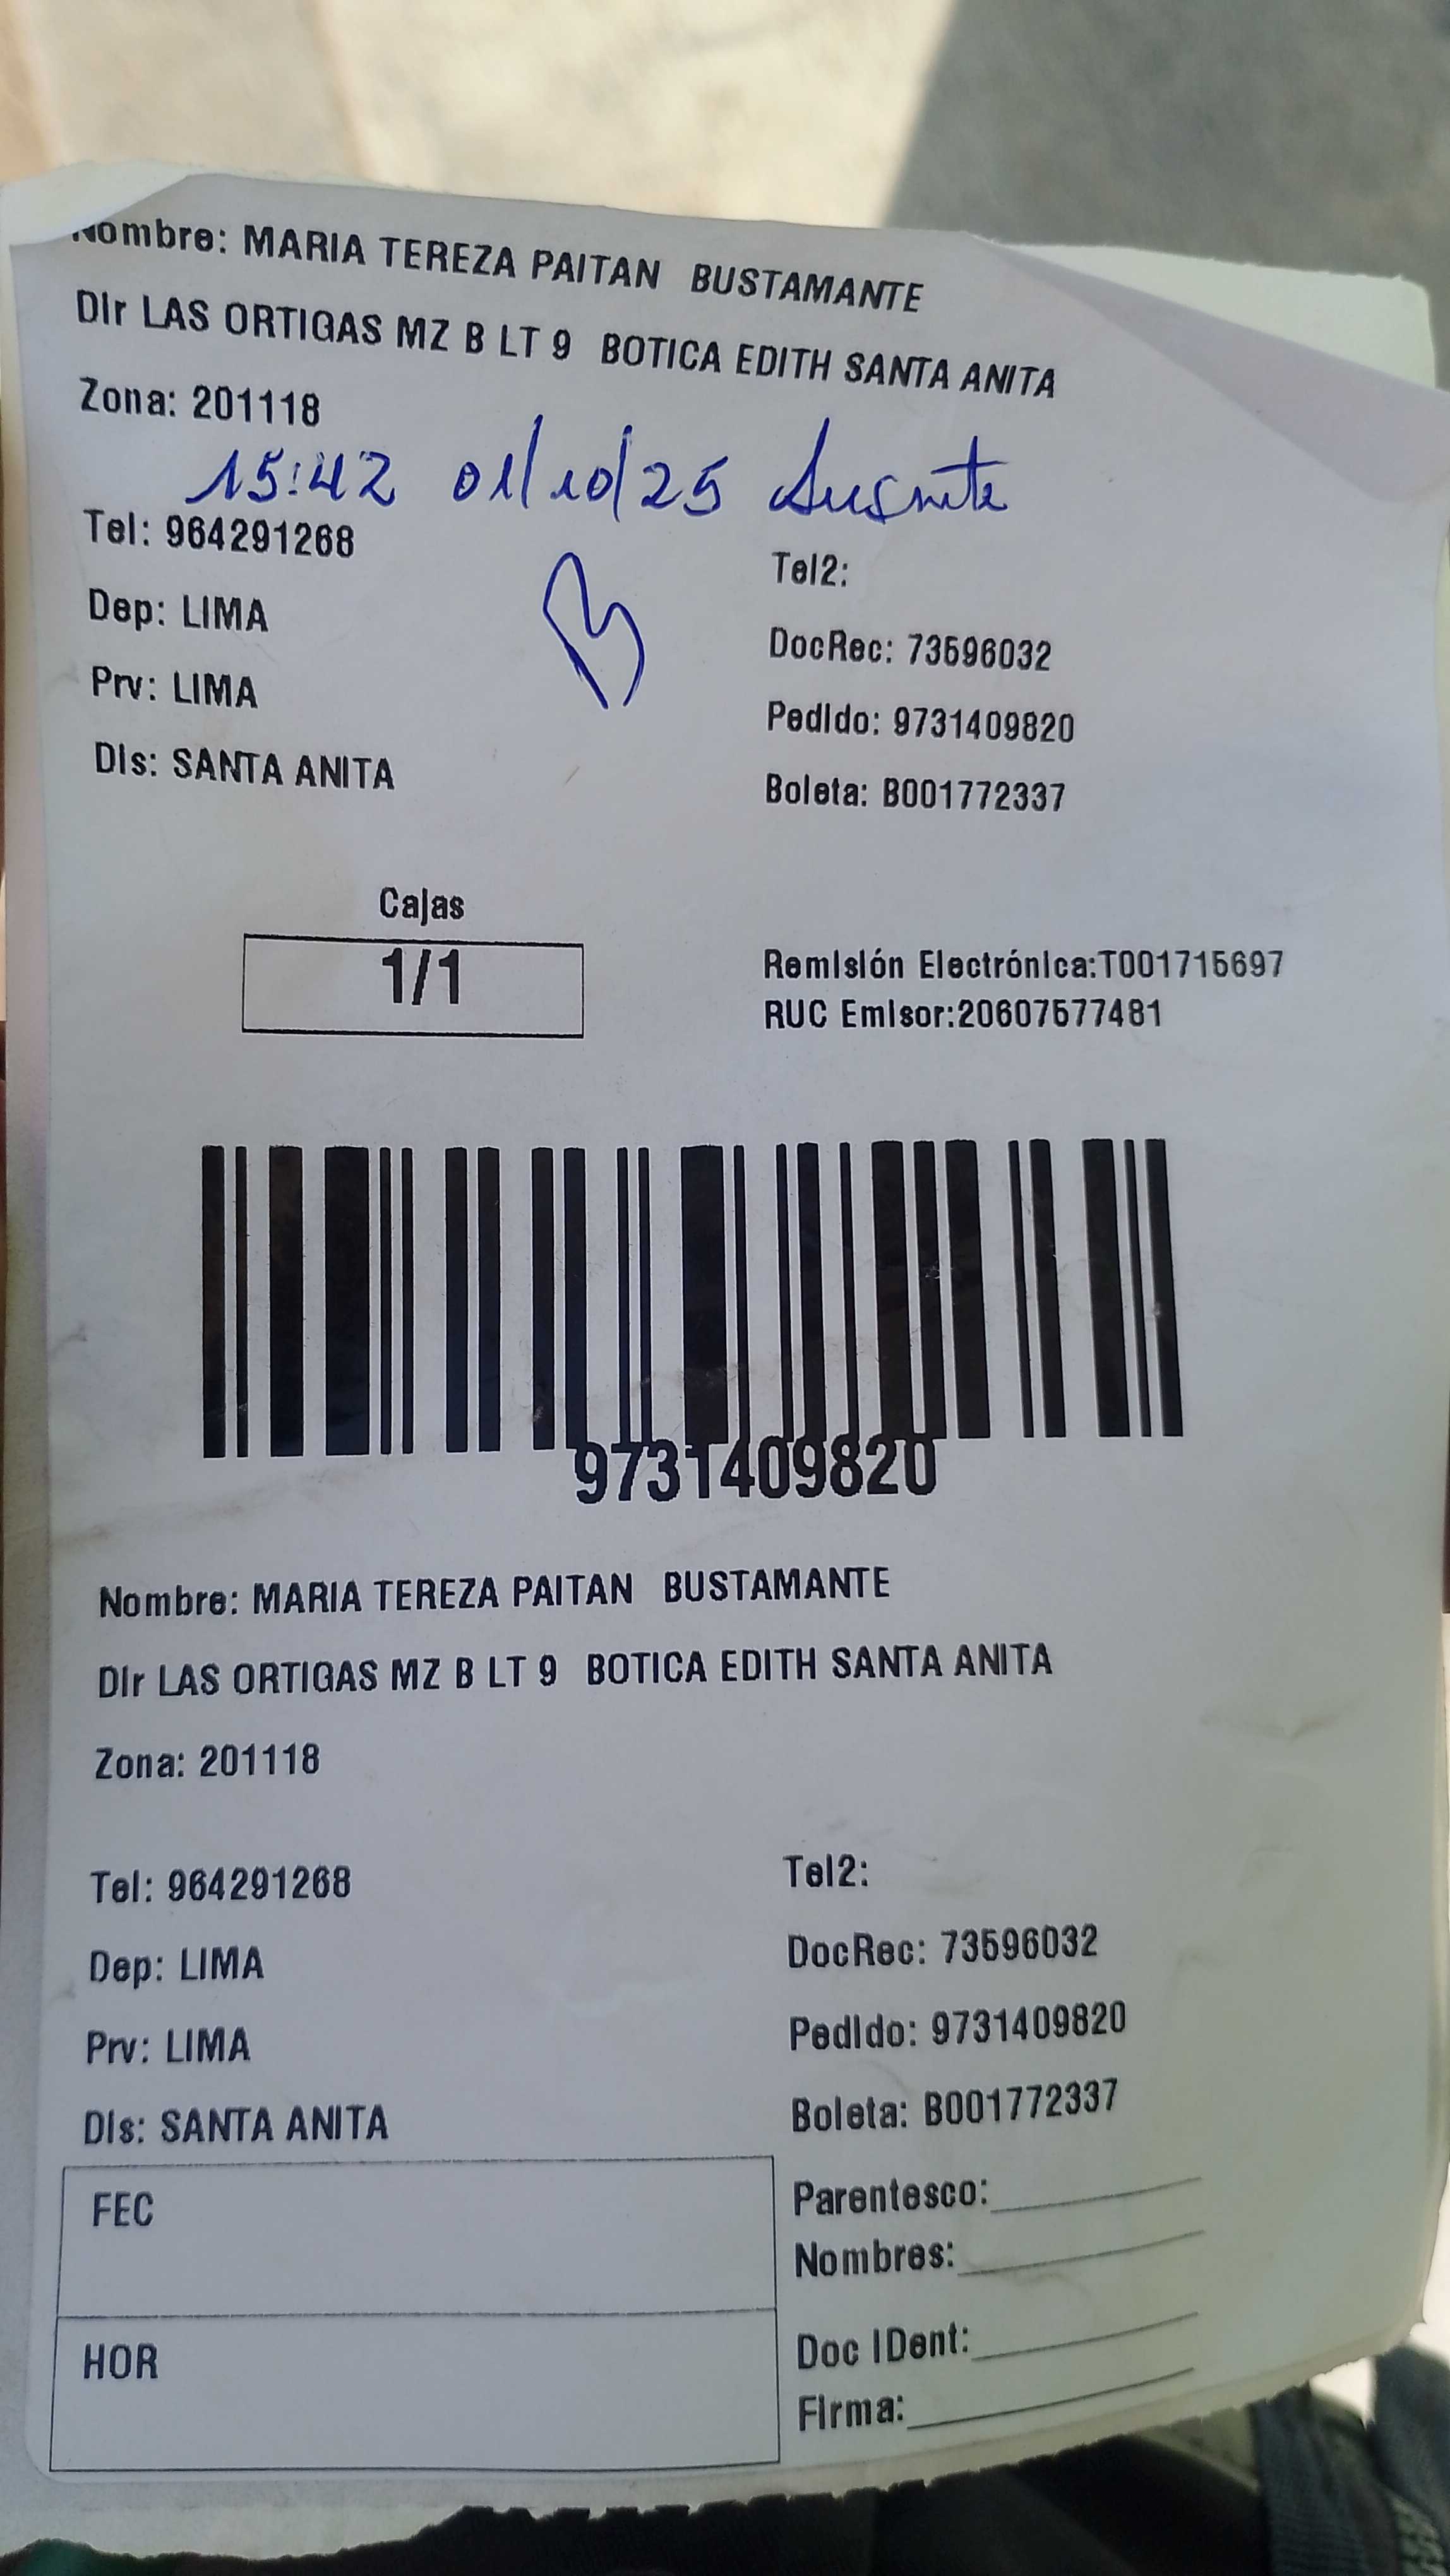 Nombre: MARIA TEREZA PAITAN BUSTAMANTE
Dir LAS ORTIGAS MZ B LT 9 BOTICA EDITH SANTA ANITA
Zona: 201118
15:42 01/10/25 Ausente
Tel: 964291268
Tel2:
Dep: LIMA
DocRec: 73596032
Prv: LIMA
Pedido: 9731409820
Dis: SANTA ANITA
Boleta: B001772337
Cajas
1/1
Remisión Electrónica:T001715697
RUC Emisor:20607577481
9731409820
Nombre: MARIA TEREZA PAITAN BUSTAMANTE
Dir LAS ORTIGAS MZ B LT 9 BOTICA EDITH SANTA ANITA
Zona: 201118
Tel: 964291268
Tel2:
Dep: LIMA
DocRec: 73596032
Prv: LIMA
Pedido: 9731409820
Dis: SANTA ANITA
Boleta: B001772337
FEC
Parentesco:
Nombres:
HOR
Doc IDent:
Firma: